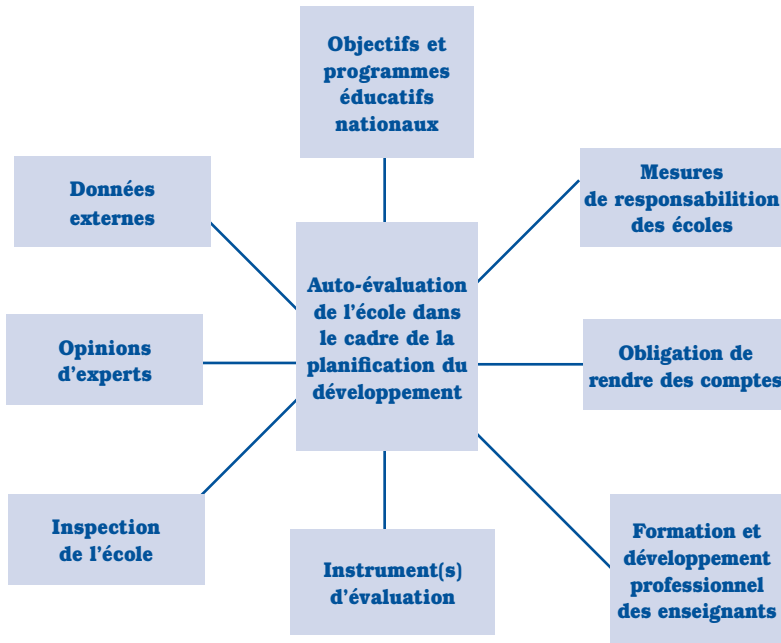 Objectifs et
programmes
éducatifs
nationaux
Données
externes
Mesures
de responsabilition
des écoles
Auto-évaluation
de l'école dans
le cadre de la
planification du
développement
Opinions
d'experts
Obligation de
rendre des comptes
Inspection
de l'école
Instrument(s)
d'évaluation
Formation et
développement
professionnel
des enseignants